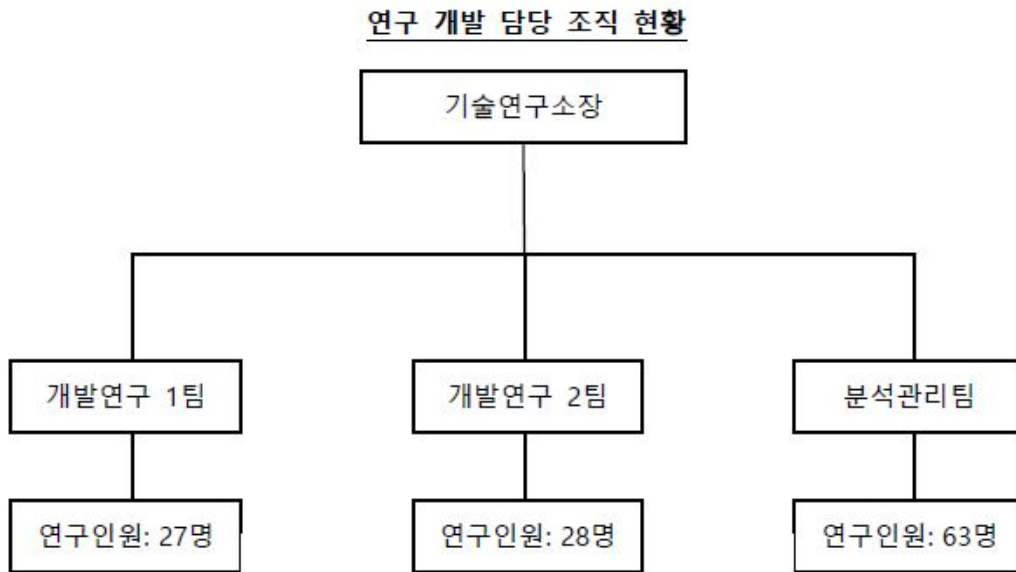 연구 개발 담당 조직 현황
기술연구소장
개발연구 1팀
개발연구 2팀
분석관리팀
연구인원: 27명
연구인원: 28명
연구인원: 63명